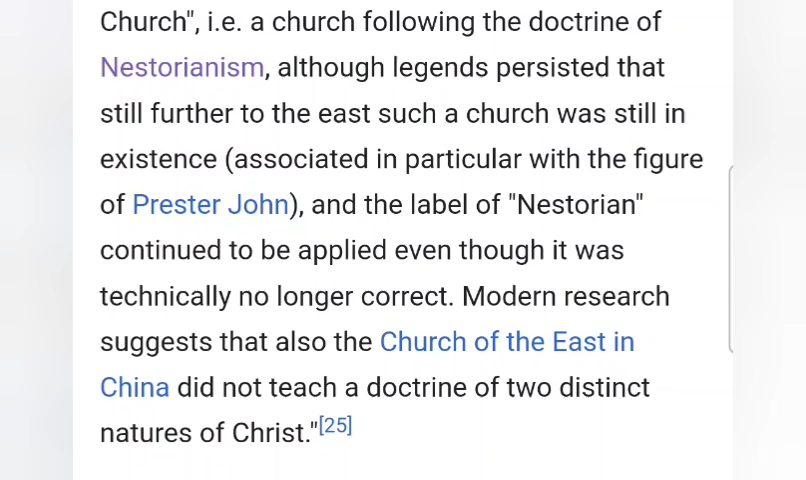 Church", i.e. a church following the doctrine of
Nestorianism, although legends persisted that
still further to the east such a church was still in
existence (associated in particular with the figure
of Prester John), and the label of "Nestorian"
continued to be applied even though it was
technically no longer correct. Modern research
suggests that also the Church of the East in
China did not teach a doctrine of two distinct
natures of Christ."[25]